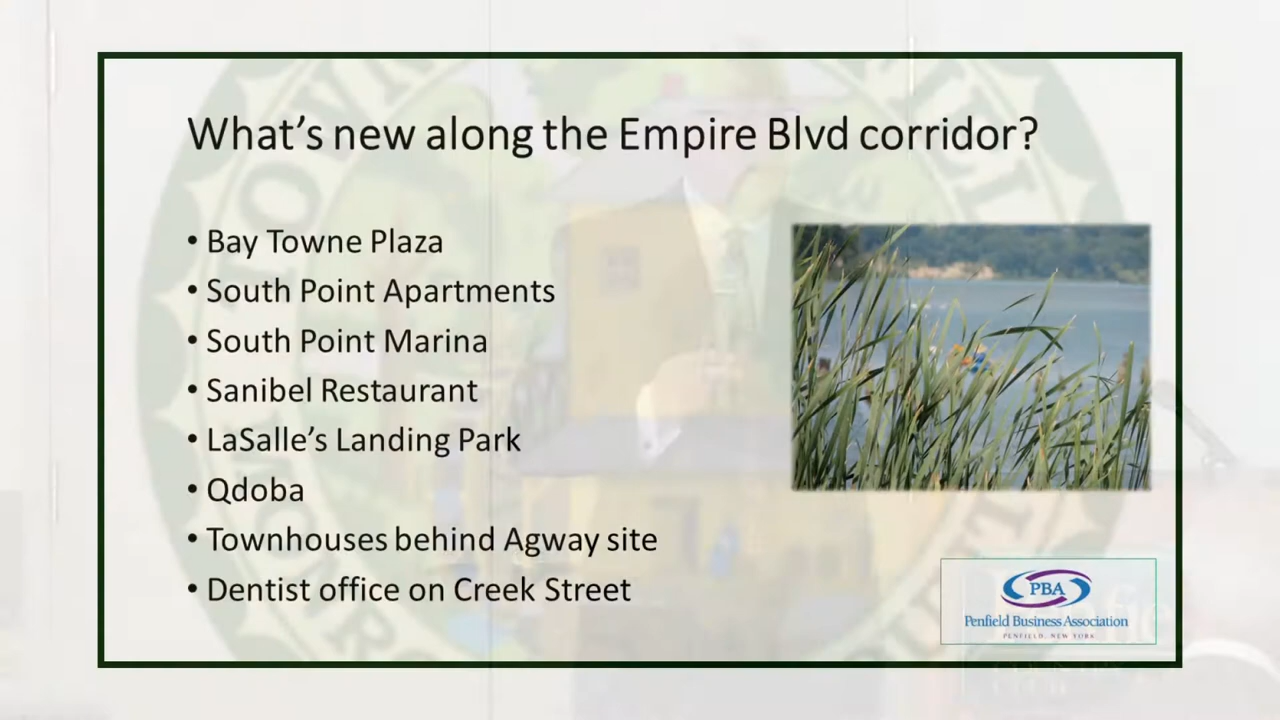 What's new along the Empire Blvd corridor?
• Bay Towne Plaza
• South Point Apartments
• South Point Marina
• Sanibel Restaurant
• LaSalle's Landing Park
• Qdoba
• Townhouses behind Agway site
• Dentist office on Creek Street
PBA
Penfield Business Association
PENFIELD, NEW YORK